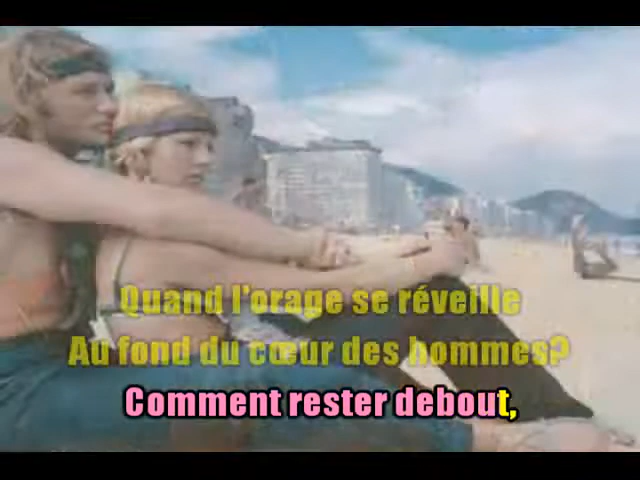 Quand l'orage se réveille
Au fond du cœur des hommes?
Comment rester debout,